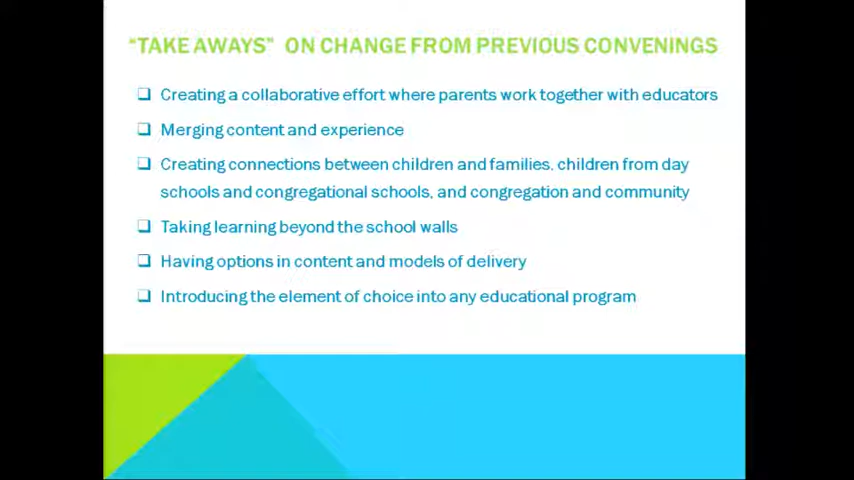 "TAKE AWAYS" ON CHANGE FROM PREVIOUS CONVENINGS
Creating a collaborative effort where parents work together with educators
Merging content and experience
Creating connections between children and families. children from day
schools and congregational schools, and congregation and community
Taking learning beyond the school walls
Having options in content and models of delivery
Introducing the element of choice into any educational program